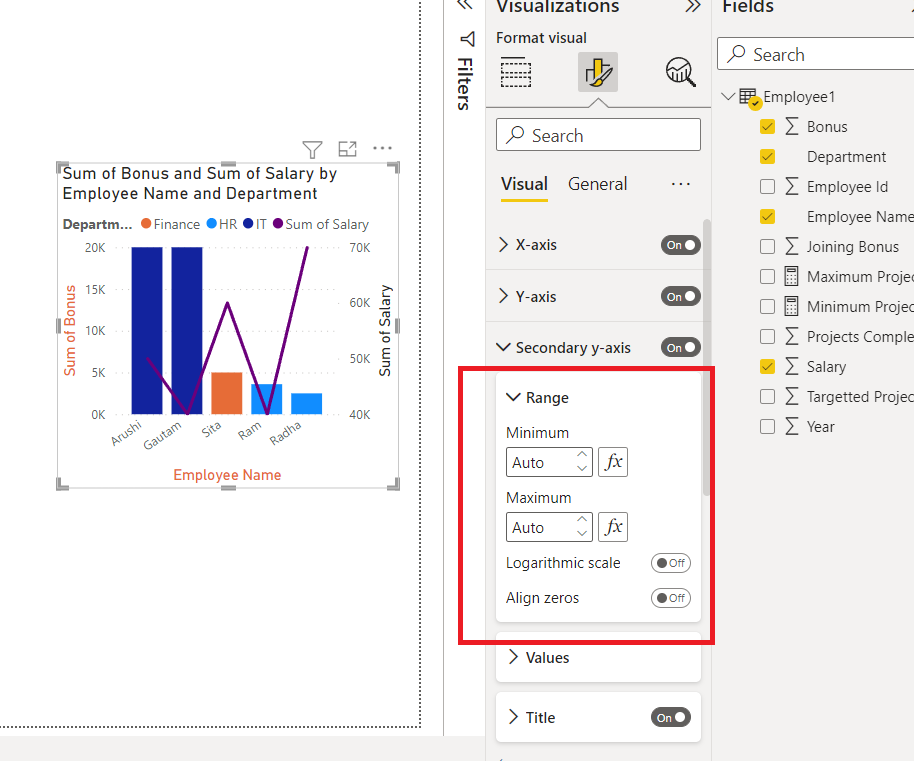 Visualizations
Format visual
Search
Visual General
X-axis On
Y-axis On
Secondary y-axis On
Range
Minimum
Auto fx
Maximum
Auto fx
Logarithmic scale Off
Align zeros Off
Values
Title On
Filters
Fields
Search
Employee1
Bonus
Department
Employee Id
Employee Name
Joining Bonus
Maximum Projec
Minimum Projec
Projects Comple
Salary
Targetted Projec
Year
Sum of Bonus and Sum of Salary by
Employee Name and Department
Departm... Finance HR IT Sum of Salary
20K
15K
10K
5K
0K
Sum of Bonus
70K
60K
50K
40K
Sum of Salary
Arushi
Gautam
Sita
Ram
Radha
Employee Name